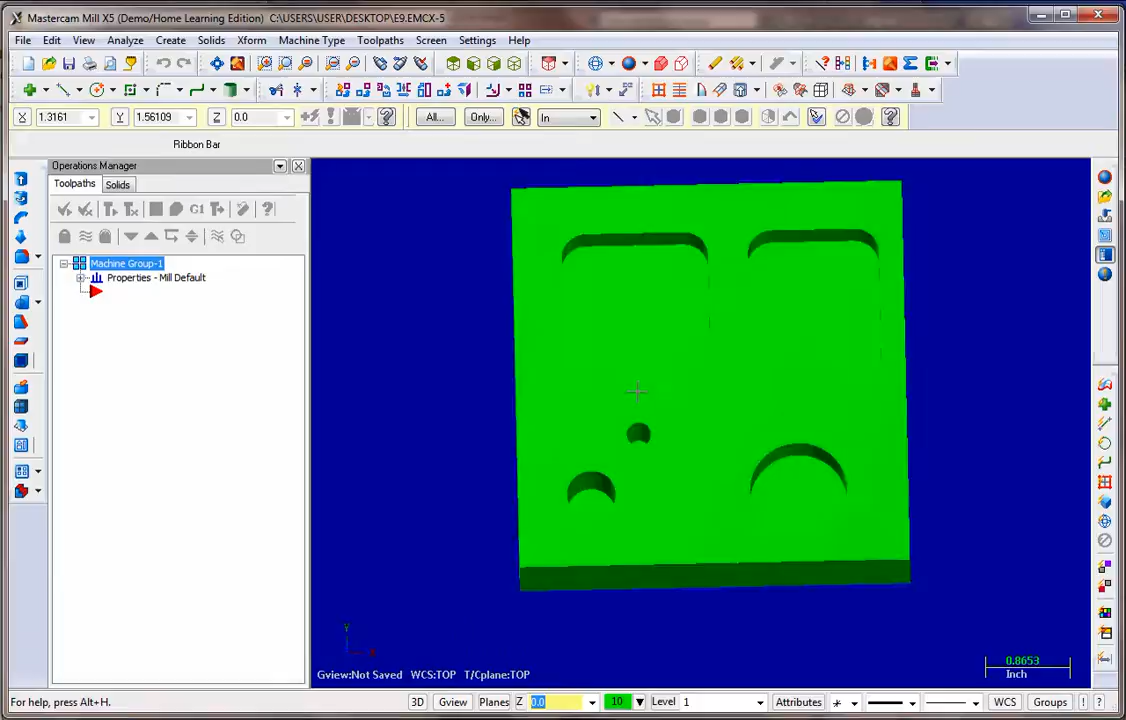 Mastercam Mill X5 (Demo/Home Learning Edition) C:\USERS\USER\DESKTOP\E9.EMCX-5
File Edit View Analyze Create Solids Xform Machine Type Toolpaths Screen Settings Help
X 1.3161 Y 1.56109 Z 0.0 All... Only... In
Ribbon Bar
Operations Manager
Toolpaths Solids
G1
Machine Group-1
Properties - Mill Default
Y
X
0.8653
Inch
Gview:Not Saved WCS:TOP T/Cplane:TOP
For help, press Alt+H. 3D Gview Planes Z 0.0 10 Level 1 Attributes WCS Groups ! ?